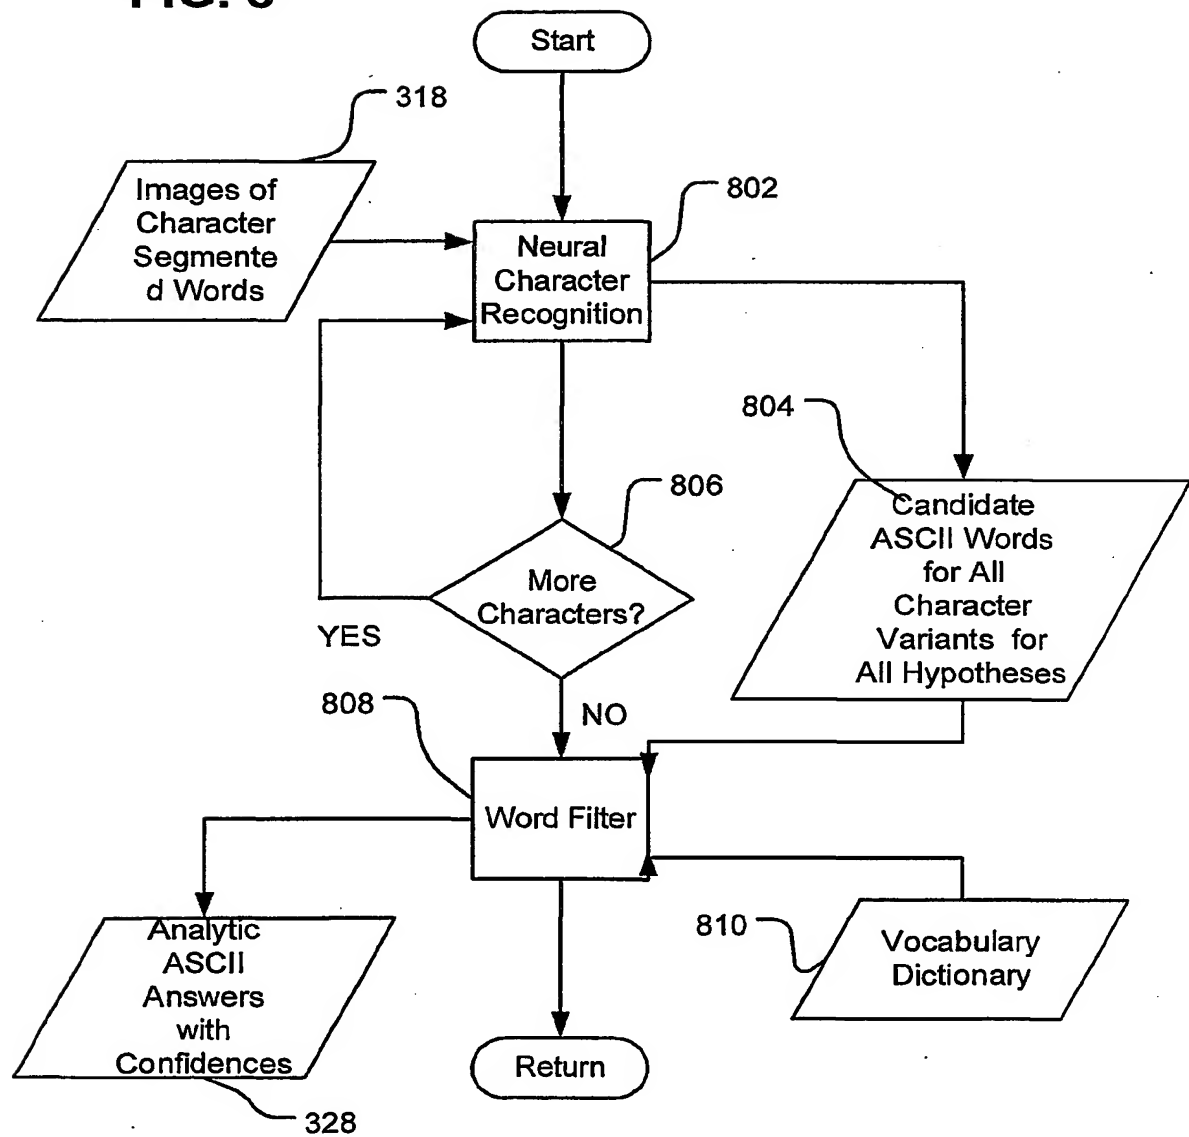 Start
318
Images of
Character
Segmente
d Words
802
Neural
Character
Recognition
804
Candidate
ASCII Words
for All
Character
Variants for
All Hypotheses
806
More
Characters?
YES
NO
808
Word Filter
Analytic
ASCII
Answers
with
Confidences
810
Vocabulary
Dictionary
Return
328